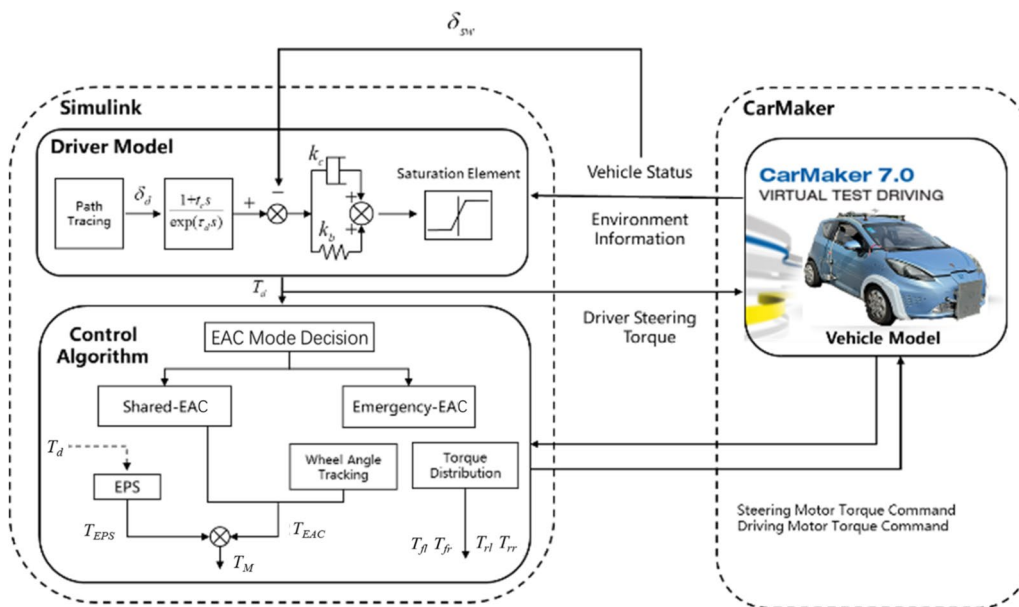 δsw
Simulink
CarMaker
Driver Model
Path
Tracing
δd
1+tcs
exp(τds)
+
−
kc
kb
+
+
Saturation Element
Vehicle Status
Environment
Information
CarMaker 7.0
VIRTUAL TEST DRIVING
Vehicle Model
Td
Driver Steering
Torque
Control
Algorithm
EAC Mode Decision
Shared-EAC
Emergency-EAC
Td
EPS
Wheel Angle
Tracking
Torque
Distribution
TEPS
TEAC
TM
Tfl Tfr
Trl Trr
Steering Motor Torque Command
Driving Motor Torque Command